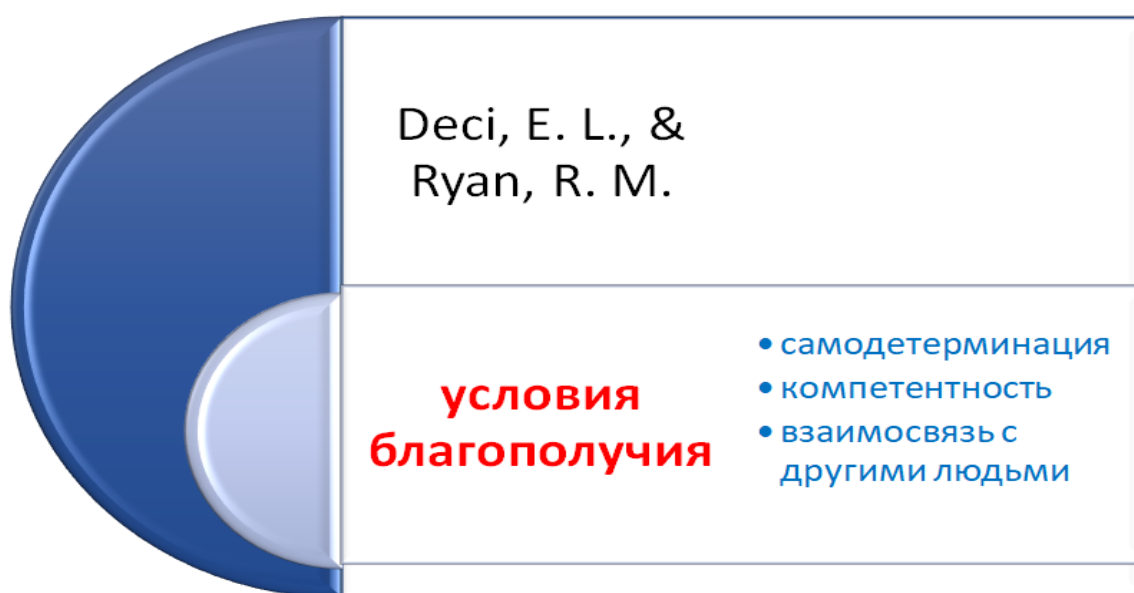 Deci, E. L., &
Ryan, R. M.
условия
благополучия
• самодетерминация
• компетентность
• взаимосвязь с
другими людьми